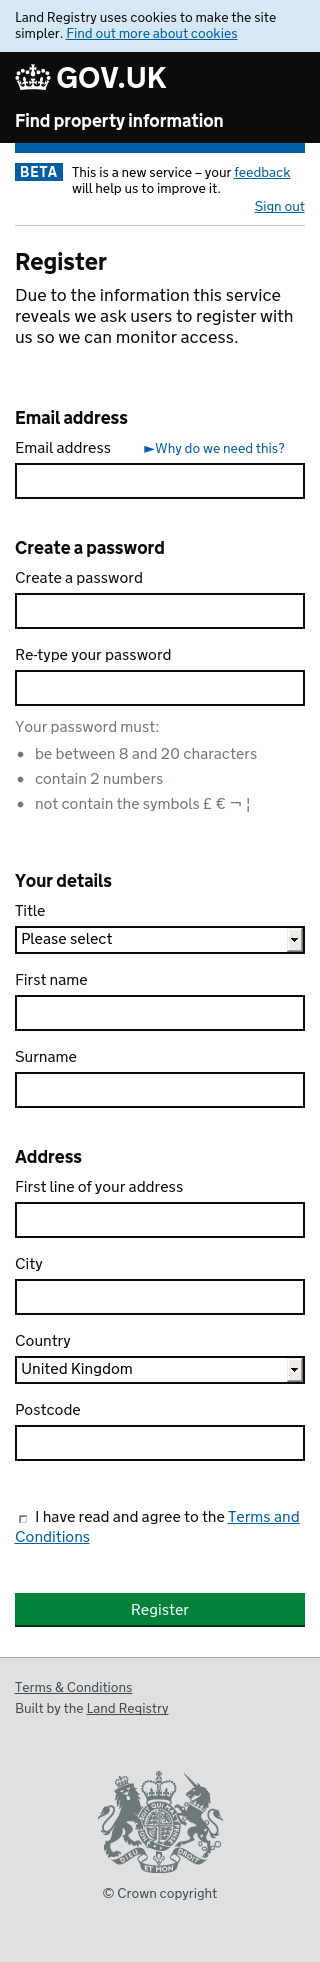 Land Registry uses cookies to make the site
simpler. Find out more about cookies
GOV.UK
Find property information
BETA This is a new service – your feedback
will help us to improve it.
Sign out
Register
Due to the information this service
reveals we ask users to register with
us so we can monitor access.
Email address
Email address ►Why do we need this?
Create a password
Create a password
Re-type your password
Your password must:
• be between 8 and 20 characters
• contain 2 numbers
• not contain the symbols £ € ¬ ¦
Your details
Title
Please select
First name
Surname
Address
First line of your address
City
Country
United Kingdom
Postcode
I have read and agree to the Terms and
Conditions
Register
Terms & Conditions
Built by the Land Registry
DIEU ET MON DROIT
© Crown copyright